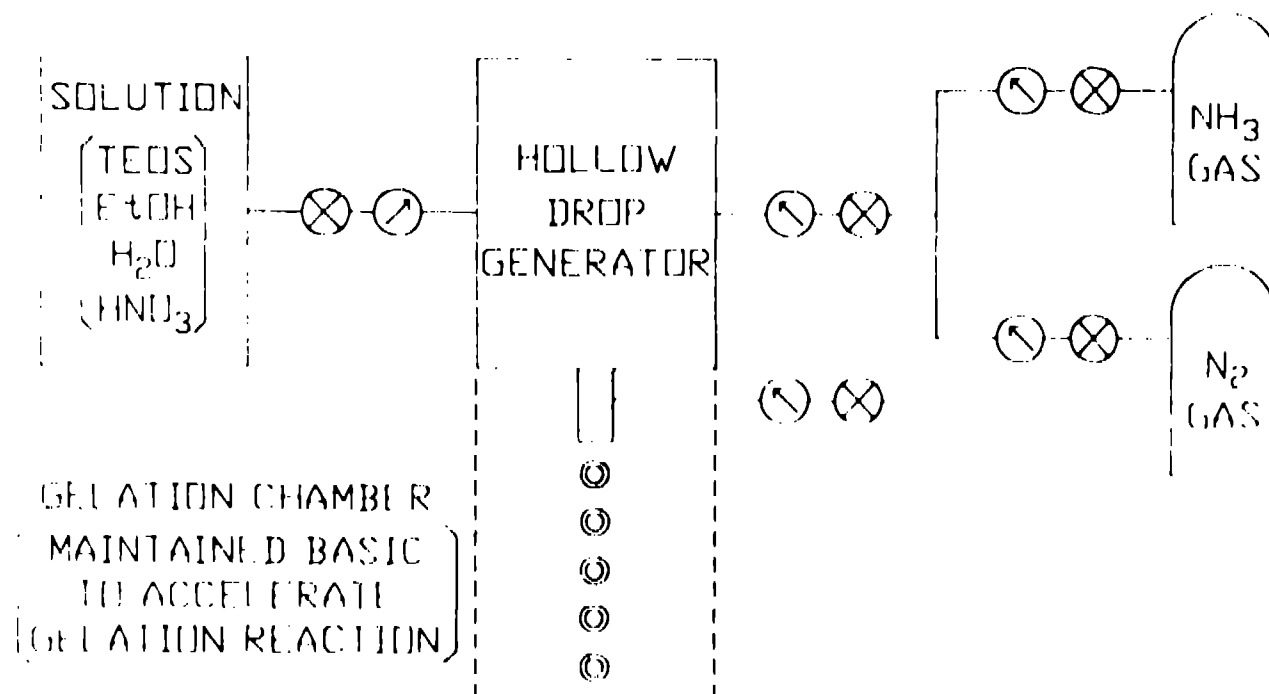 SOLUTION
TEOS
EtOH
H₂O
HNO₃
HOLLOW
DROP
GENERATOR
NH₃
GAS
N₂
GAS
GELATION CHAMBER
MAINTAINED BASIC
TO ACCELERATE
GELATION REACTION